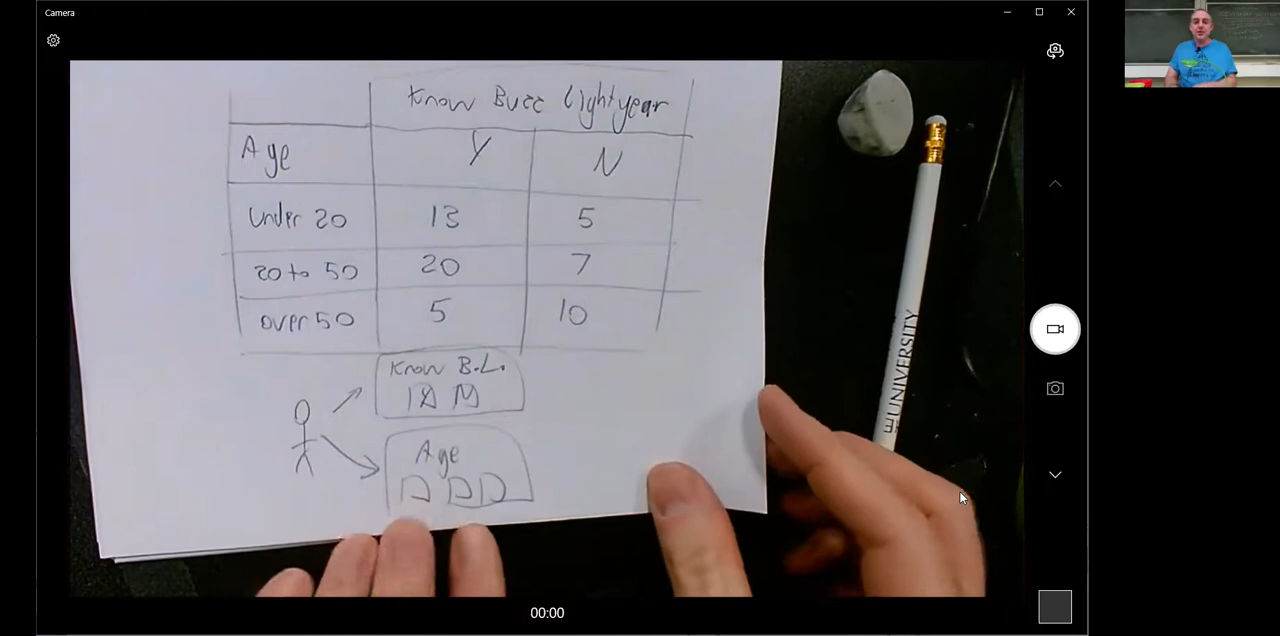 Camera
Know Buzz Lightyear
Age Y N
Under 20 13 5
20 to 50 20 7
over 50 5 10
Know B.L.
Age
UNIVERSITY
00:00